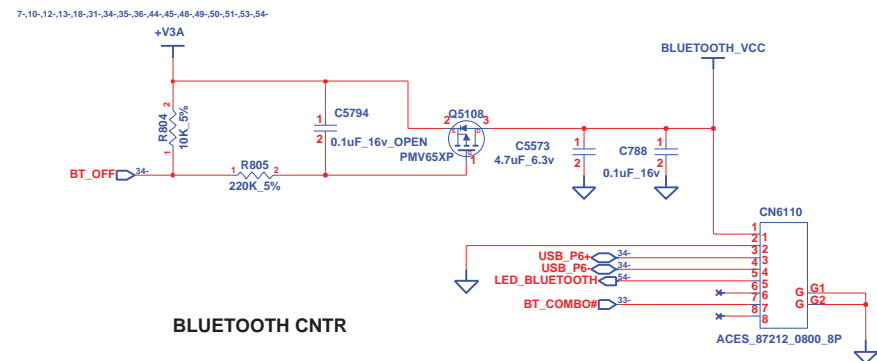 7-,10-,12-,13-,18-,31-,34-,35-,36-,44-,45-,48-,49-,50-,51-,53-,54-
+V3A
BLUETOOTH_VCC
R804
10K_5%
2
1
C5794
1
2
0.1uF_16v_OPEN
Q5108
2
3
S
D
G
1
PMV65XP
C5573
1
2
4.7uF_6.3v
C788
1
2
0.1uF_16v
BT_OFF
34-
R805
1
2
220K_5%
CN6110
1
1
2
2
3
3
4
4
5
5
6
6
7
7
8
8
USB_P6+
34-
USB_P6-
34-
LED_BLUETOOTH
54-
BT_COMBO#
33-
G
G1
G
G2
ACES_87212_0800_8P
BLUETOOTH CNTR